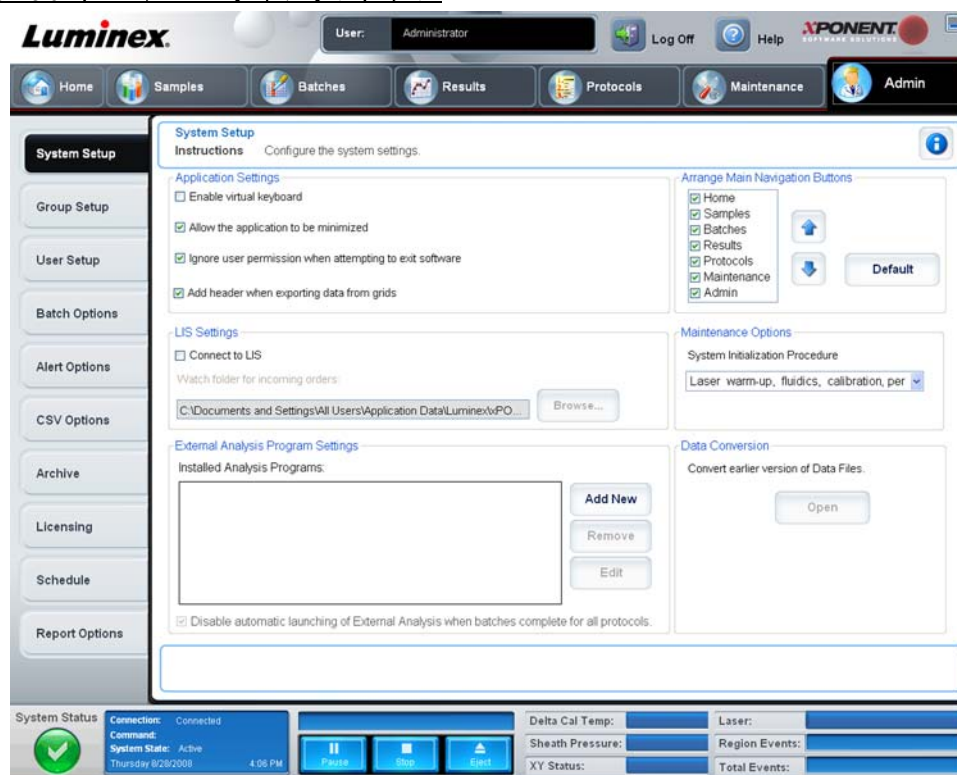 Luminex.
User: Administrator
Log Off
Help
XPONENT.
SOFTWARE SOLUTIONS
Home
Samples
Batches
Results
Protocols
Maintenance
Admin
System Setup
Group Setup
User Setup
Batch Options
Alert Options
CSV Options
Archive
Licensing
Schedule
Report Options
System Setup
Instructions Configure the system settings.
Application Settings
Enable virtual keyboard
Allow the application to be minimized
Ignore user permission when attempting to exit software
Add header when exporting data from grids
Arrange Main Navigation Buttons
Home
Samples
Batches
Results
Protocols
Maintenance
Admin
Default
LIS Settings
Connect to LIS
Watch folder for incoming orders:
C:\Documents and Settings\All Users\Application Data\Luminex\xPO...
Browse...
Maintenance Options
System Initialization Procedure
Laser warm-up, fluidics, calibration, per
External Analysis Program Settings
Installed Analysis Programs:
Add New
Remove
Edit
Disable automatic launching of External Analysis when batches complete for all protocols.
Data Conversion
Convert earlier version of Data Files.
Open
System Status
Connection: Connected
Command:
System State: Active
Thursday 8/28/2008 4:06 PM
Pause
Stop
Eject
Delta Cal Temp:
Sheath Pressure:
XY Status:
Laser:
Region Events:
Total Events: